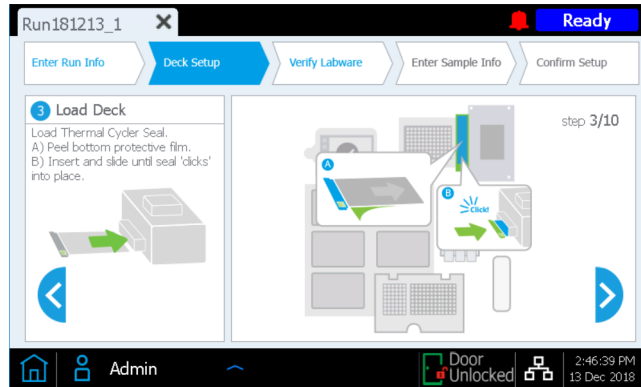 Run181213_1
Ready
Enter Run Info
Deck Setup
Verify Labware
Enter Sample Info
Confirm Setup
3 Load Deck
Load Thermal Cycler Seal.
A) Peel bottom protective film.
B) Insert and slide until seal 'clicks'
into place.
step 3/10
A
B
Click!
Admin
Door
Unlocked
2:46:39 PM
13 Dec 2018